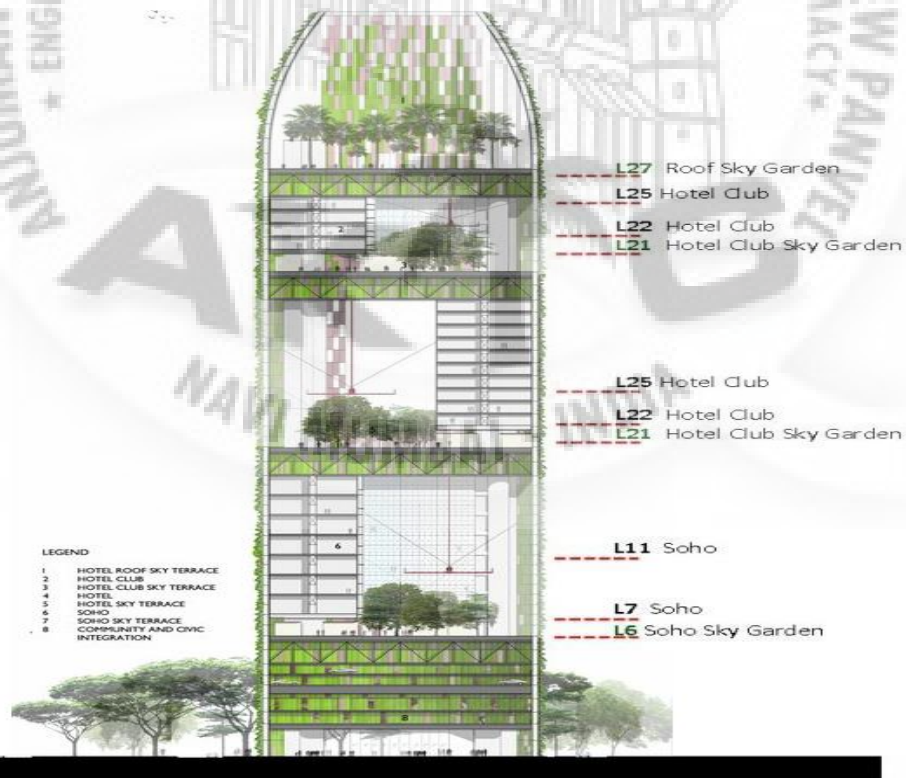 L27 Roof Sky Garden
L25 Hotel Club
L22 Hotel Club
L21 Hotel Club Sky Garden
L25 Hotel Club
L22 Hotel Club
L21 Hotel Club Sky Garden
L11 Soho
L7 Soho
L6 Soho Sky Garden
LEGEND
1 HOTEL ROOF SKY TERRACE
2 HOTEL CLUB
3 HOTEL CLUB SKY TERRACE
4 HOTEL
5 HOTEL SKY TERRACE
6 SOHO
7 SOHO SKY TERRACE
8 COMMUNITY AND CIVIC
INTEGRATION
2
6
8
NAVI MUMBAI INDIA